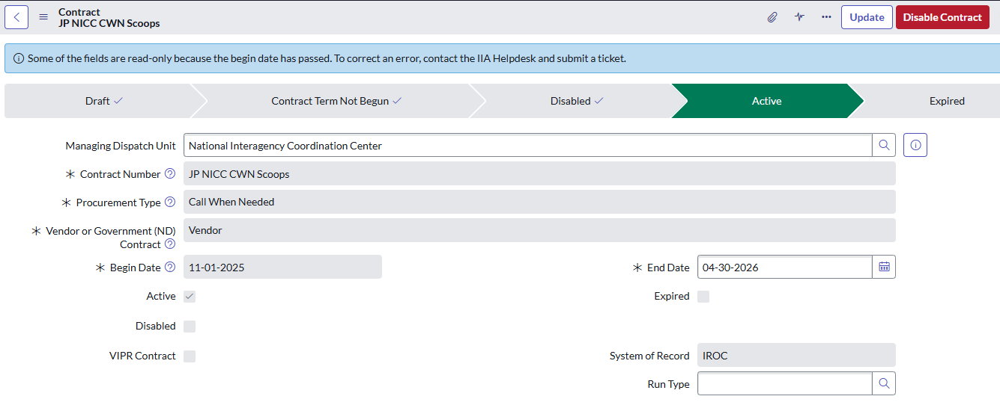 Contract
JP NICC CWN Scoops
Update
Disable Contract
Some of the fields are read-only because the begin date has passed. To correct an error, contact the IIA Helpdesk and submit a ticket.
Draft
Contract Term Not Begun
Disabled
Active
Expired
Managing Dispatch Unit
National Interagency Coordination Center
Contract Number
JP NICC CWN Scoops
Procurement Type
Call When Needed
Vendor or Government (ND)
Contract
Vendor
Begin Date
11-01-2025
End Date
04-30-2026
Active
Expired
Disabled
VIPR Contract
System of Record
IROC
Run Type